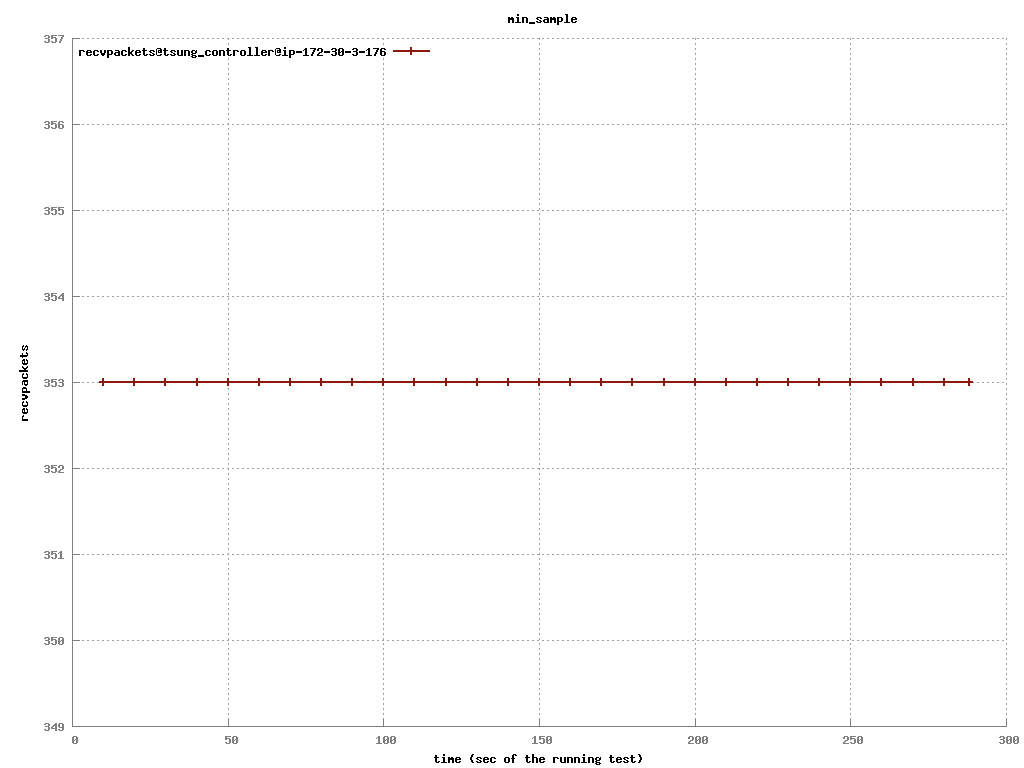 min_sample
357
recvpackets@tsung_controller@ip-172-30-3-176
356
355
354
353
352
351
350
349
recvpackets
0 50 100 150 200 250 300
time (sec of the running test)